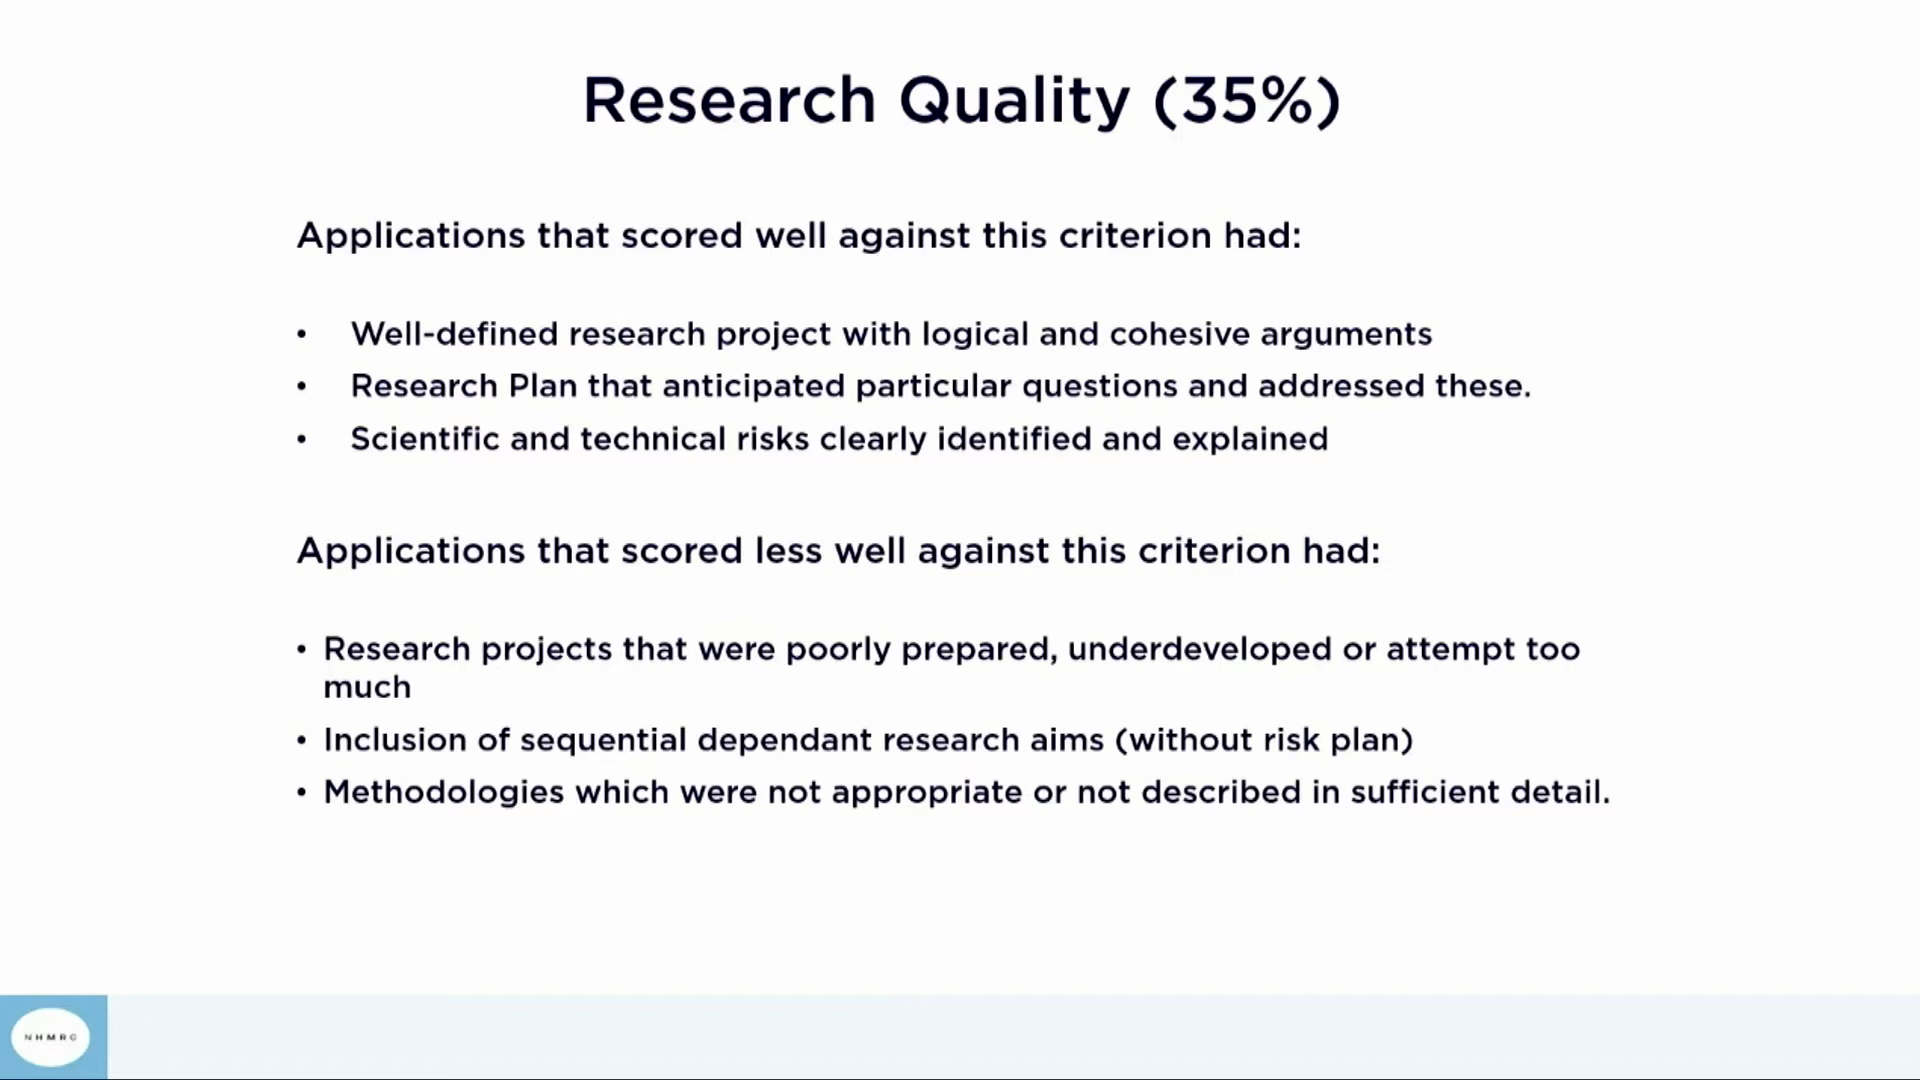 Research Quality (35%)
Applications that scored well against this criterion had:
• Well-defined research project with logical and cohesive arguments
• Research Plan that anticipated particular questions and addressed these.
• Scientific and technical risks clearly identified and explained
Applications that scored less well against this criterion had:
• Research projects that were poorly prepared, underdeveloped or attempt too
much
• Inclusion of sequential dependant research aims (without risk plan)
• Methodologies which were not appropriate or not described in sufficient detail.
NHMRC